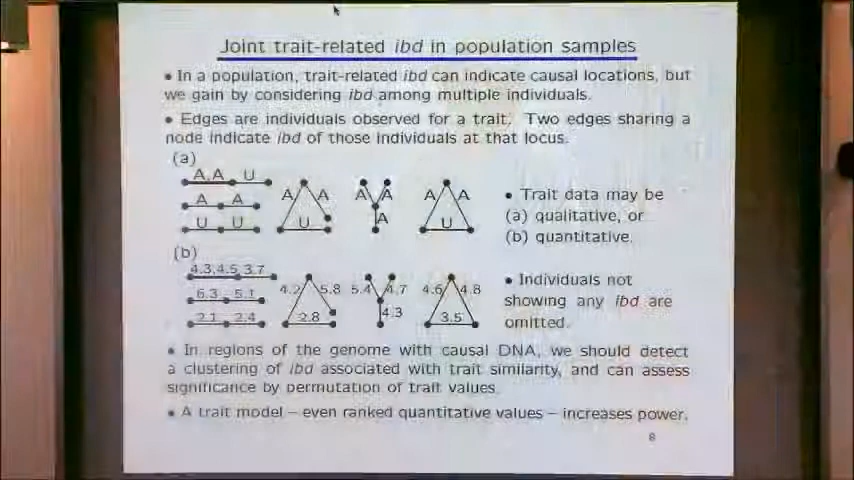 Joint trait-related ibd in population samples
• In a population, trait-related ibd can indicate causal locations, but
we gain by considering ibd among multiple individuals.
• Edges are individuals observed for a trait. Two edges sharing a
node indicate ibd of those individuals at that locus.
(a)
A,A U
A A
U U
A A
U
A A
A
A A
U
• Trait data may be
(a) qualitative, or
(b) quantitative.
(b)
4.3,4.5 3.7
6.3 5.1
2.1 2.4
4.2 5.8
2.8
5.4 4.7
4.3
4.6 4.8
3.5
• Individuals not
showing any ibd are
omitted.
• In regions of the genome with causal DNA, we should detect
a clustering of ibd associated with trait similarity, and can assess
significance by permutation of trait values.
• A trait model – even ranked quantitative values – increases power.
8